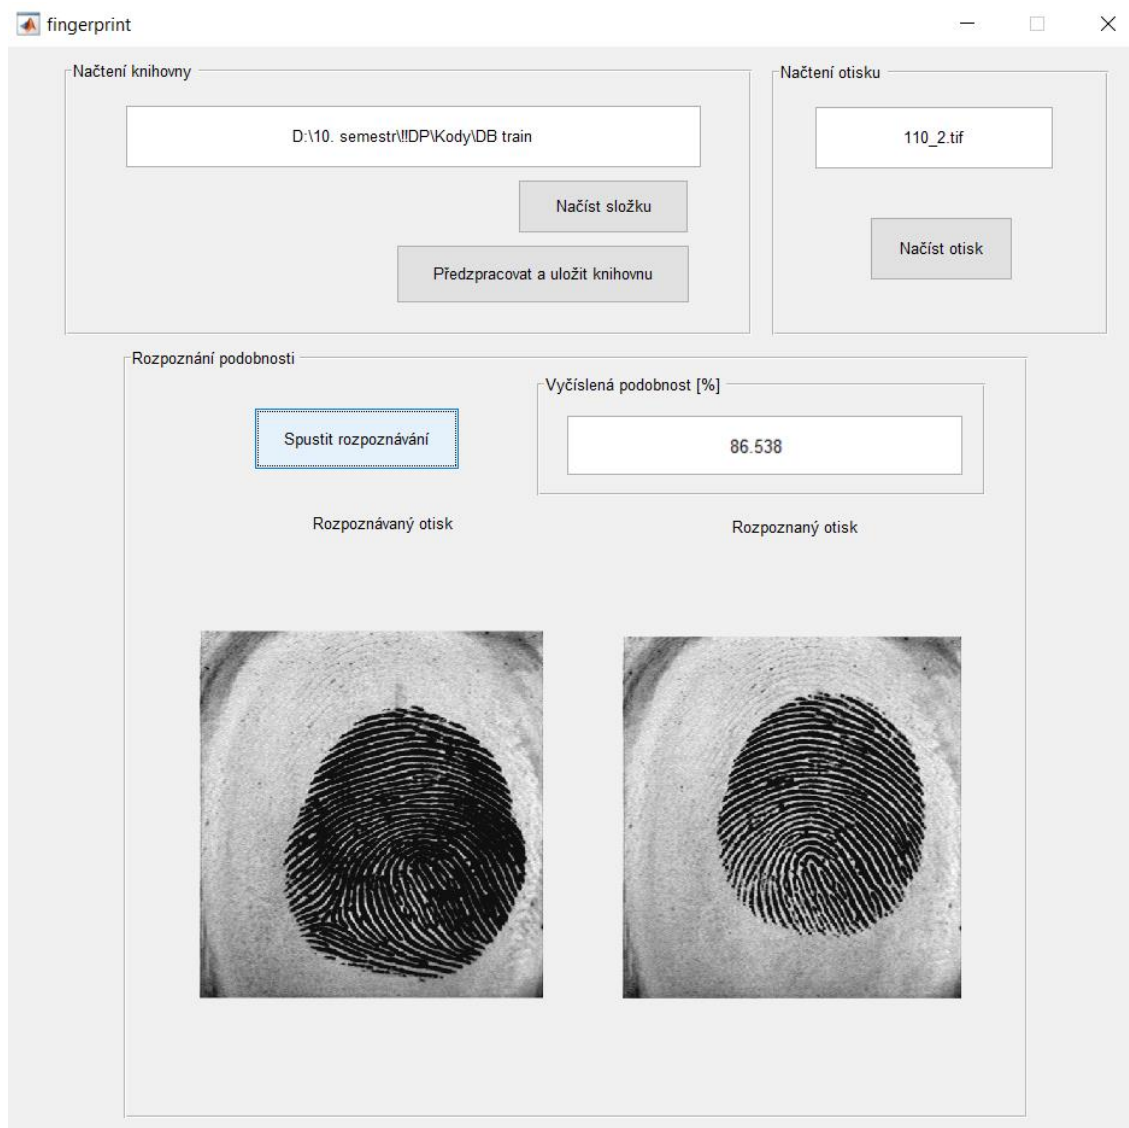 fingerprint
Načtení knihovny
D:\10. semestr\!!DP\Kody\DB train
Načíst složku
Předzpracovat a uložit knihovnu
Načtení otisku
110_2.tif
Načíst otisk
Rozpoznání podobnosti
Spustit rozpoznávání
Vyčíslená podobnost [%]
86.538
Rozpoznávaný otisk
Rozpoznaný otisk